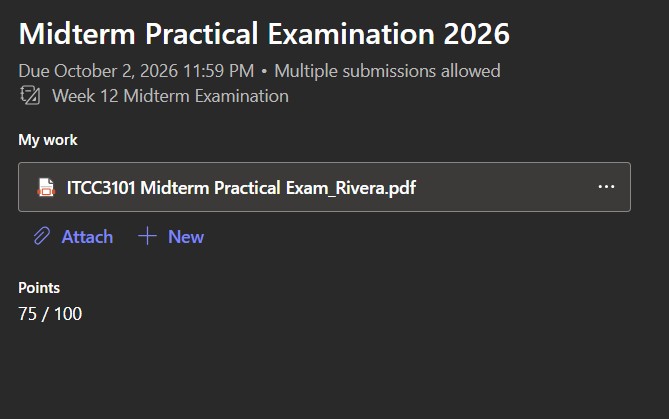 Midterm Practical Examination 2026
Due October 2, 2026 11:59 PM • Multiple submissions allowed
Week 12 Midterm Examination
My work
ITCC3101 Midterm Practical Exam_Rivera.pdf
Attach
New
Points
75 / 100